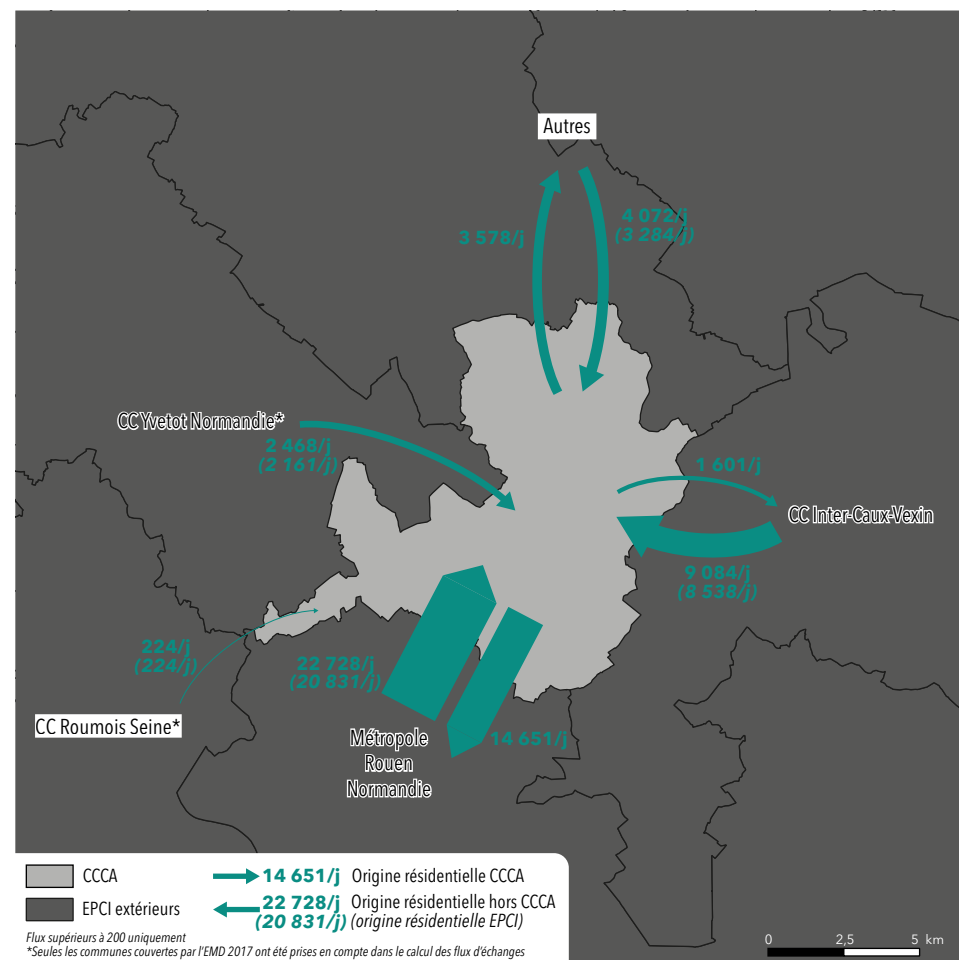 Autres
4 072/j
(3 284/j)
3 578/j
CC Yvetot Normandie*
2 468/j
(2 161/j)
1 601/j
CC Inter-Caux-Vexin
9 084/j
(8 538/j)
224/j
(224/j)
22 728/j
(20 831/j)
CC Roumois Seine*
14 651/j
Métropole
Rouen
Normandie
CCCA
14 651/j Origine résidentielle CCCA
EPCI extérieurs
22 728/j Origine résidentielle hors CCCA
(20 831/j) (origine résidentielle EPCI)
Flux supérieurs à 200 uniquement
*Seules les communes couvertes par l'EMD 2017 ont été prises en compte dans le calcul des flux d'échanges
0 2,5 5 km